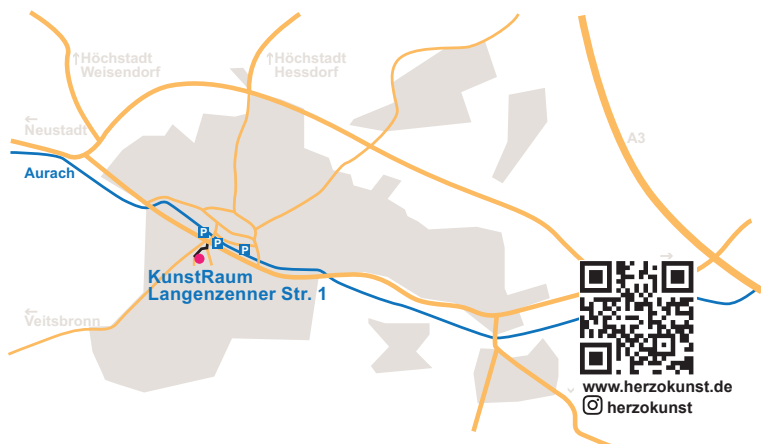 ↑Höchstadt
Weisendorf
↑Höchstadt
Hessdorf
←
Neustadt
A3
Aurach
P
P
P
KunstRaum
Langenzenner Str. 1
→
←
Veitsbronn
www.herzokunst.de
herzokunst